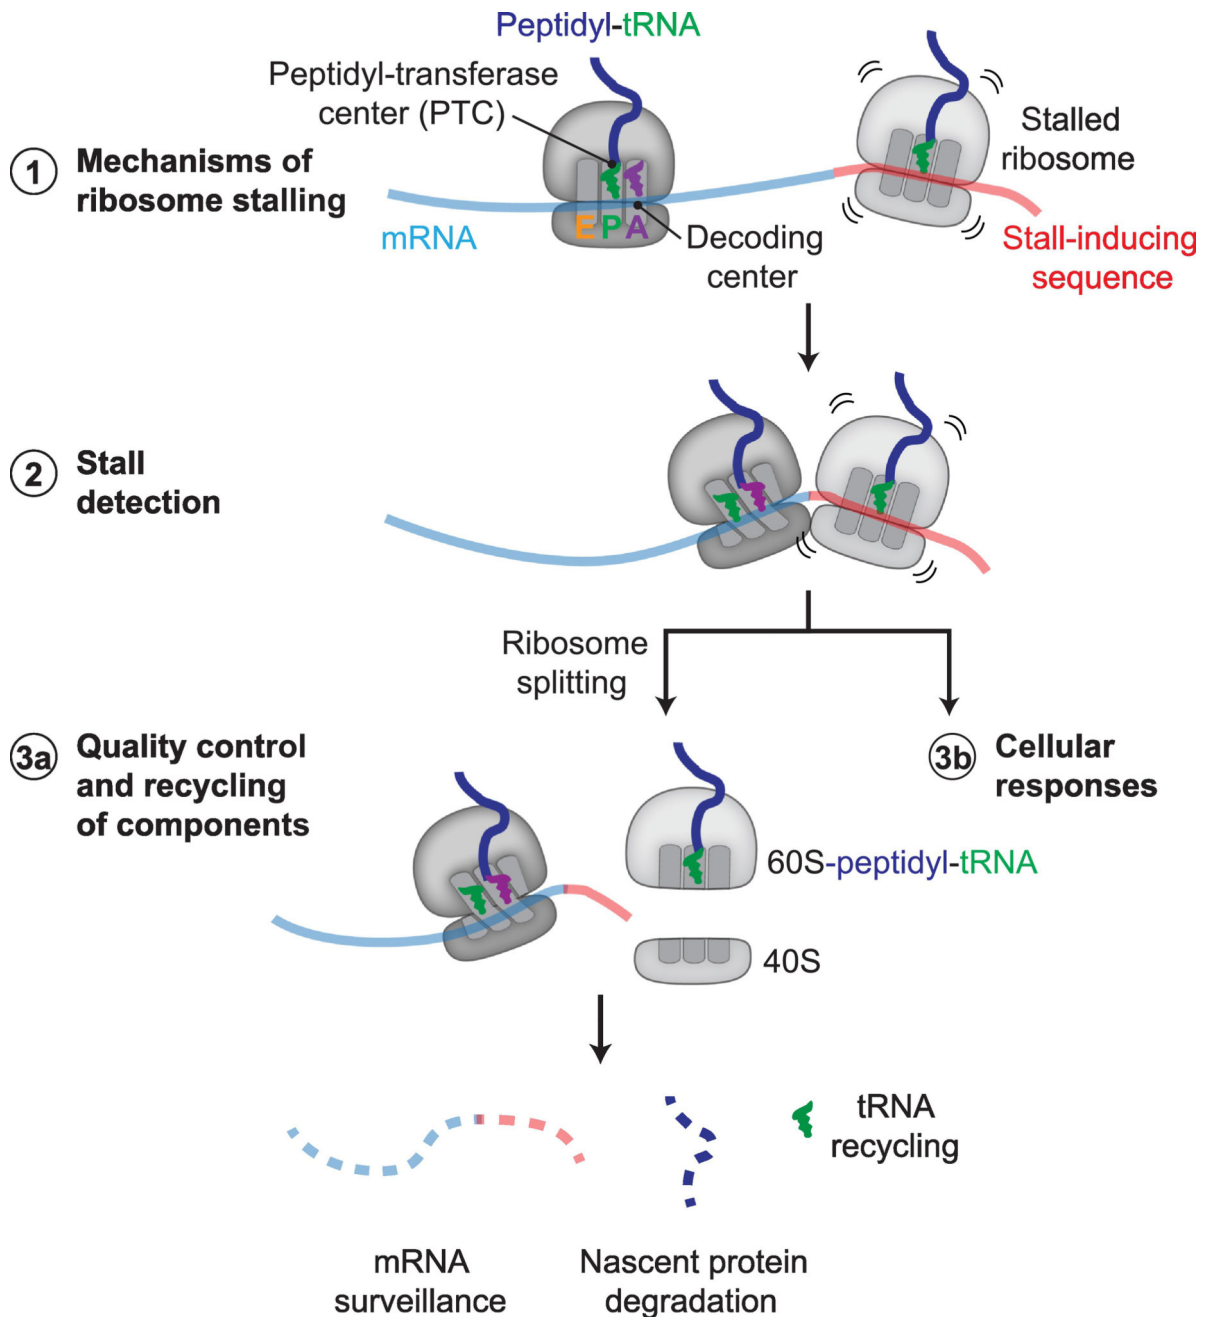 Peptidyl-tRNA
Peptidyl-transferase
center (PTC)
Stalled
ribosome
1 Mechanisms of
ribosome stalling
mRNA
E P A
Decoding
center
Stall-inducing
sequence
2 Stall
detection
Ribosome
splitting
3a Quality control
and recycling
of components
3b Cellular
responses
60S-peptidyl-tRNA
40S
tRNA
recycling
mRNA
surveillance
Nascent protein
degradation